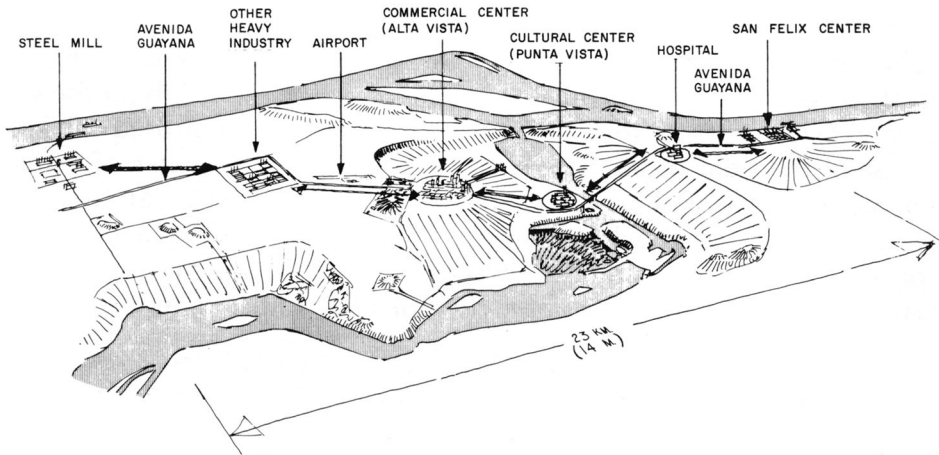 STEEL MILL
AVENIDA
GUAYANA
OTHER
HEAVY
INDUSTRY
AIRPORT
COMMERCIAL CENTER
(ALTA VISTA)
CULTURAL CENTER
(PUNTA VISTA)
HOSPITAL
AVENIDA
GUAYANA
SAN FELIX CENTER
23 KM
(14 M)